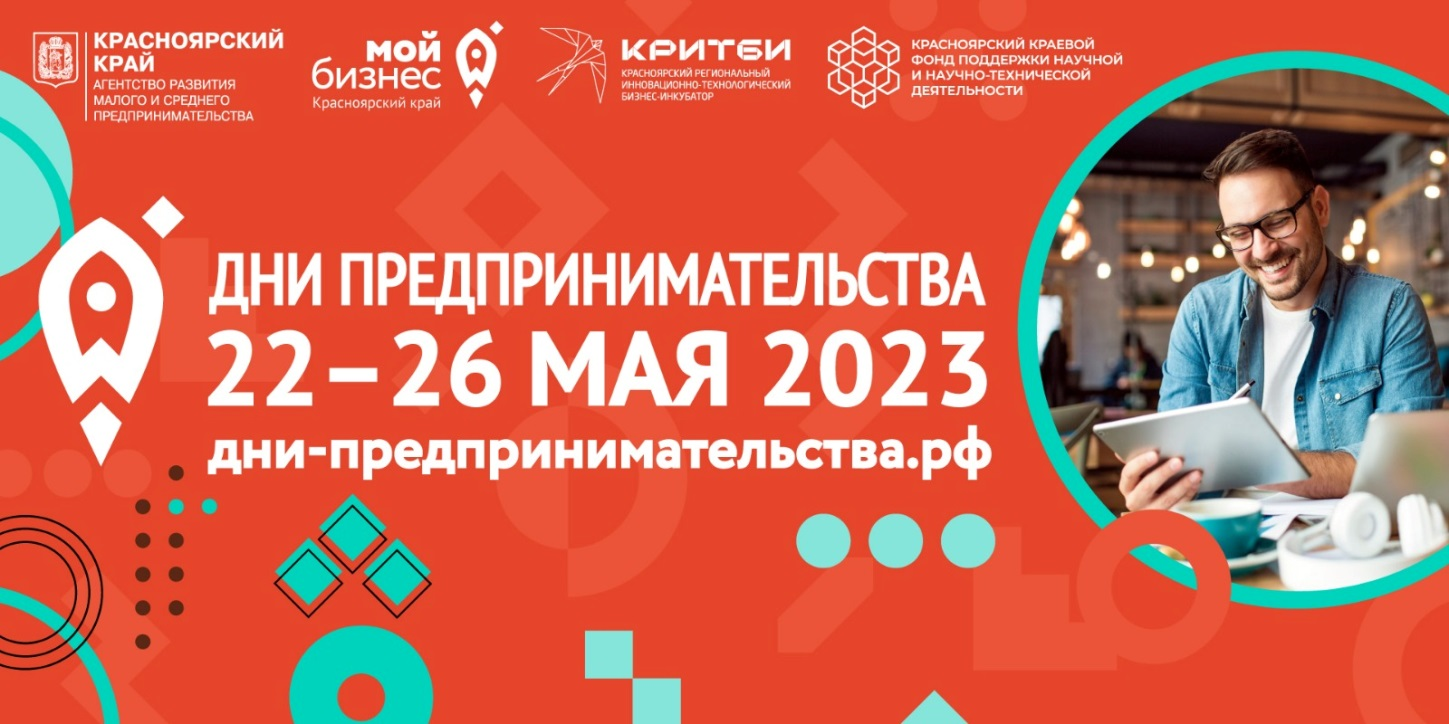 КРАСНОЯРСКИЙ
КРАЙ
АГЕНТСТВО РАЗВИТИЯ
МАЛОГО И СРЕДНЕГО
ПРЕДПРИНИМАТЕЛЬСТВА
мой
бизнес
Красноярский край
КРИТБИ
КРАСНОЯРСКИЙ РЕГИОНАЛЬНЫЙ
ИННОВАЦИОННО-ТЕХНОЛОГИЧЕСКИЙ
БИЗНЕС-ИНКУБАТОР
КРАСНОЯРСКИЙ КРАЕВОЙ
ФОНД ПОДДЕРЖКИ НАУЧНОЙ
И НАУЧНО-ТЕХНИЧЕСКОЙ
ДЕЯТЕЛЬНОСТИ
ДНИ ПРЕДПРИНИМАТЕЛЬСТВА
22–26 МАЯ 2023
дни-предпринимательства.рф